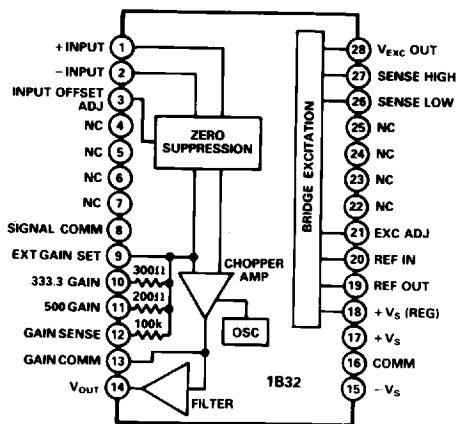 + INPUT 1
− INPUT 2
INPUT OFFSET
ADJ 3
NC 4
NC 5
NC 6
NC 7
SIGNAL COMM 8
EXT GAIN SET 9
333.3 GAIN 10
500 GAIN 11
GAIN SENSE 12
GAIN COMM 13
VOUT 14
ZERO
SUPPRESSION
300Ω
200Ω
100k
CHOPPER
AMP
OSC
FILTER
1B32
BRIDGE EXCITATION
28 VEXC OUT
27 SENSE HIGH
26 SENSE LOW
25 NC
24 NC
23 NC
22 NC
21 EXC ADJ
20 REF IN
19 REF OUT
18 + VS (REG)
17 + VS
16 COMM
15 − VS